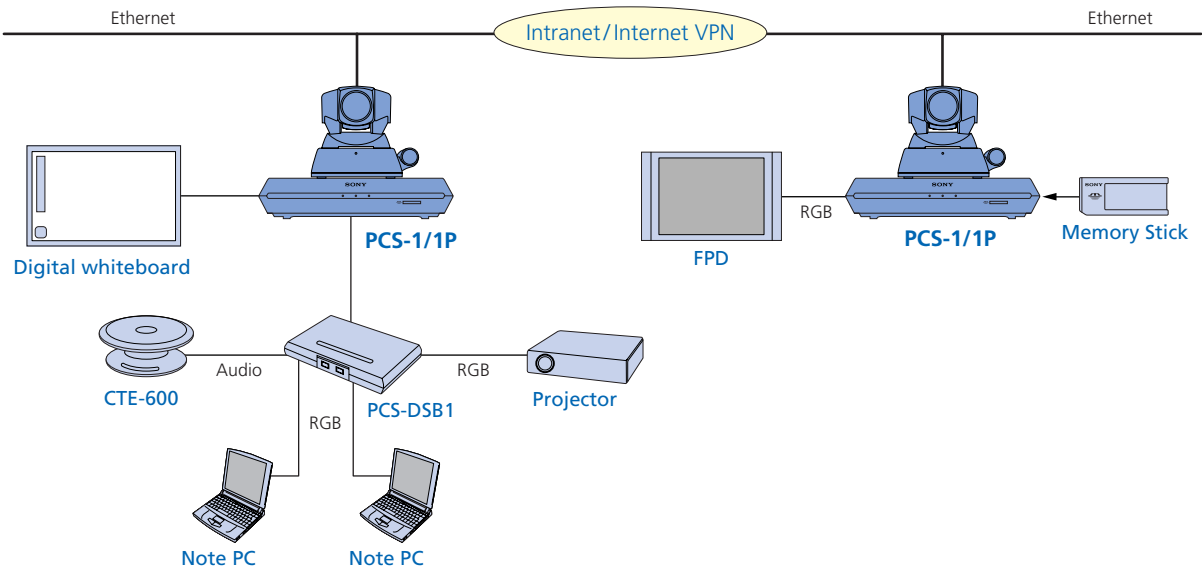 Ethernet
Intranet/Internet VPN
Ethernet
SONY
SONY
SONY
RGB
PCS-1/1P
PCS-1/1P
Memory Stick
Digital whiteboard
FPD
Audio
RGB
CTE-600
PCS-DSB1
Projector
RGB
Note PC
Note PC